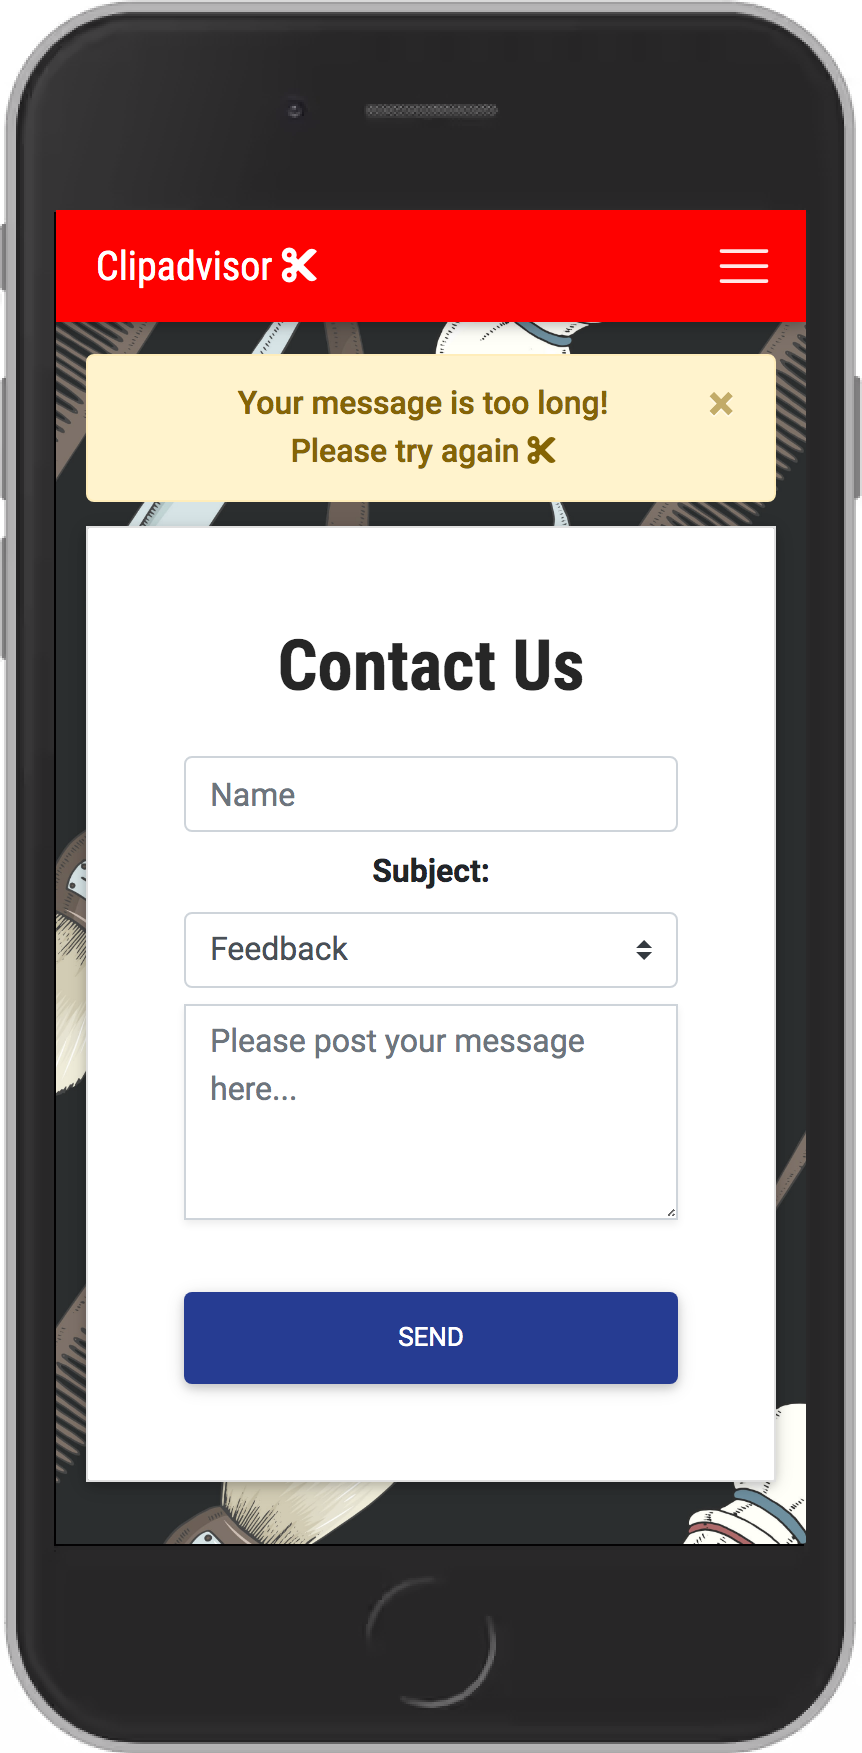 Clipadvisor
Your message is too long!
Please try again
×
Contact Us
Name
Subject:
Feedback
Please post your message
here...
SEND